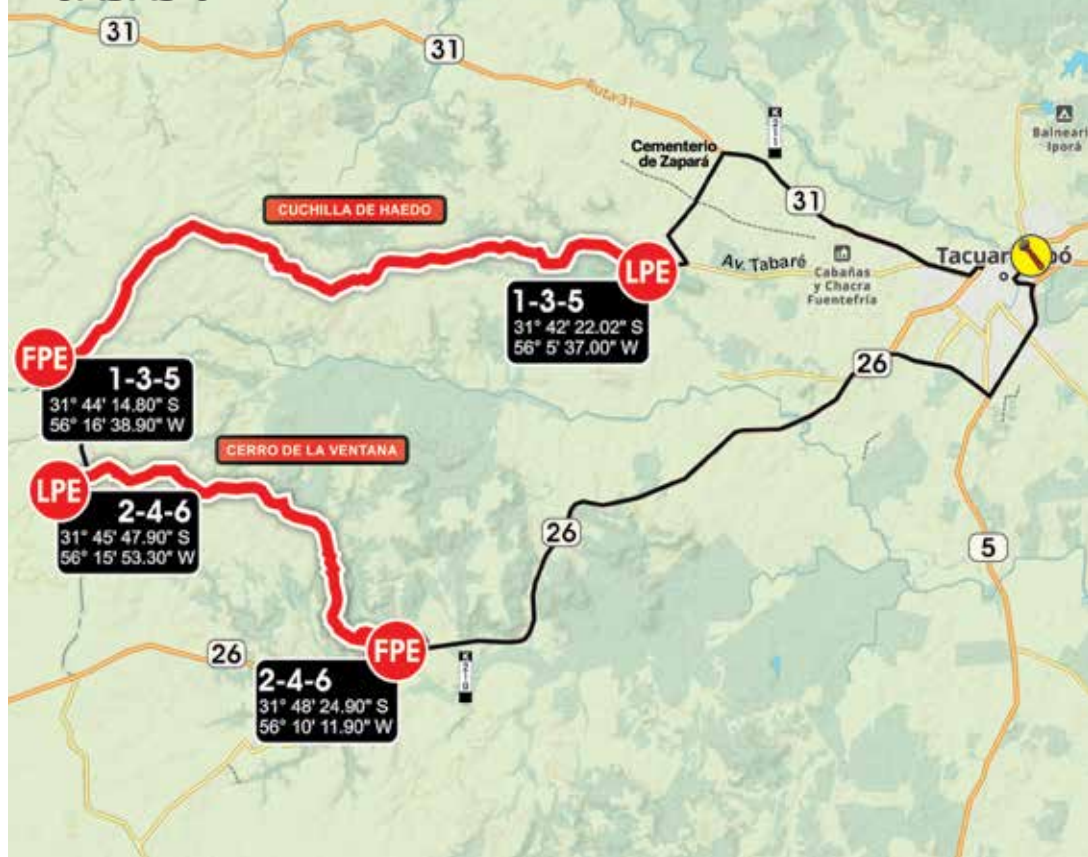 31
31
Ruta 31
Balneari
Iporá
Cementerio
de Zapará
31
CUCHILLA DE HAEDO
Av. Tabaré
LPE
Cabañas
y Chacra
Fuentefría
1-3-5
31° 42' 22.02" S
56° 5' 37.00" W
FPE
1-3-5
31° 44' 14.80" S
56° 16' 38.90" W
26
CERRO DE LA VENTANA
LPE
2-4-6
31° 45' 47.90" S
56° 15' 53.30" W
26
5
26
FPE
2-4-6
31° 48' 24.90" S
56° 10' 11.90" W